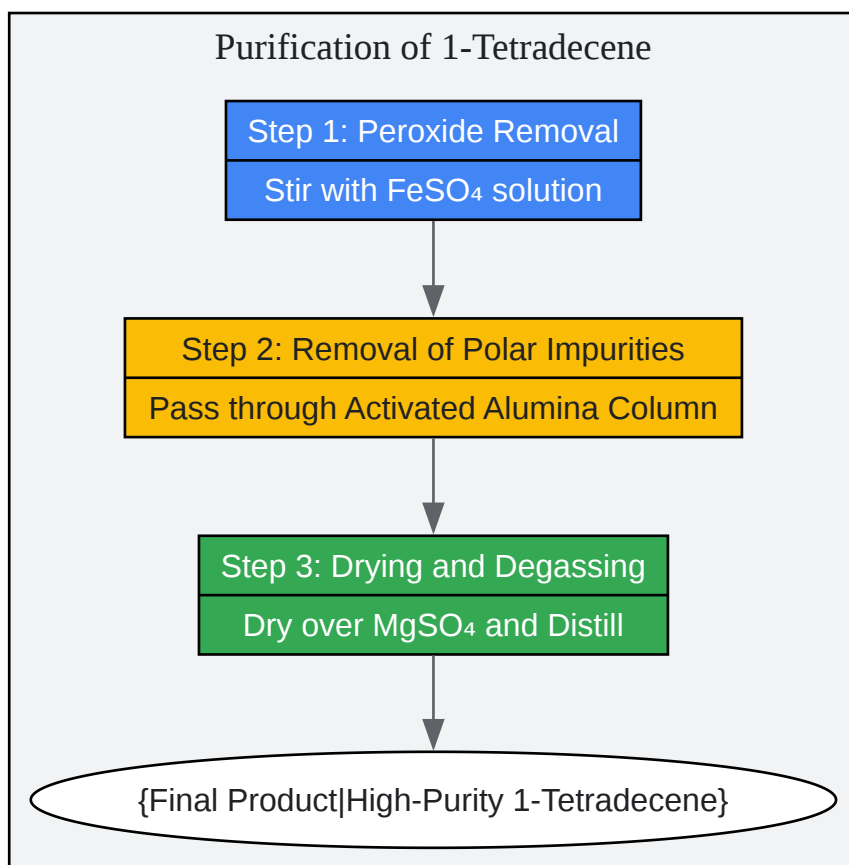 Purification of 1-Tetradecene
Step 1: Peroxide Removal
Stir with FeSO₄ solution
Step 2: Removal of Polar Impurities
Pass through Activated Alumina Column
Step 3: Drying and Degassing
Dry over MgSO₄ and Distill
{Final Product|High-Purity 1-Tetradecene}